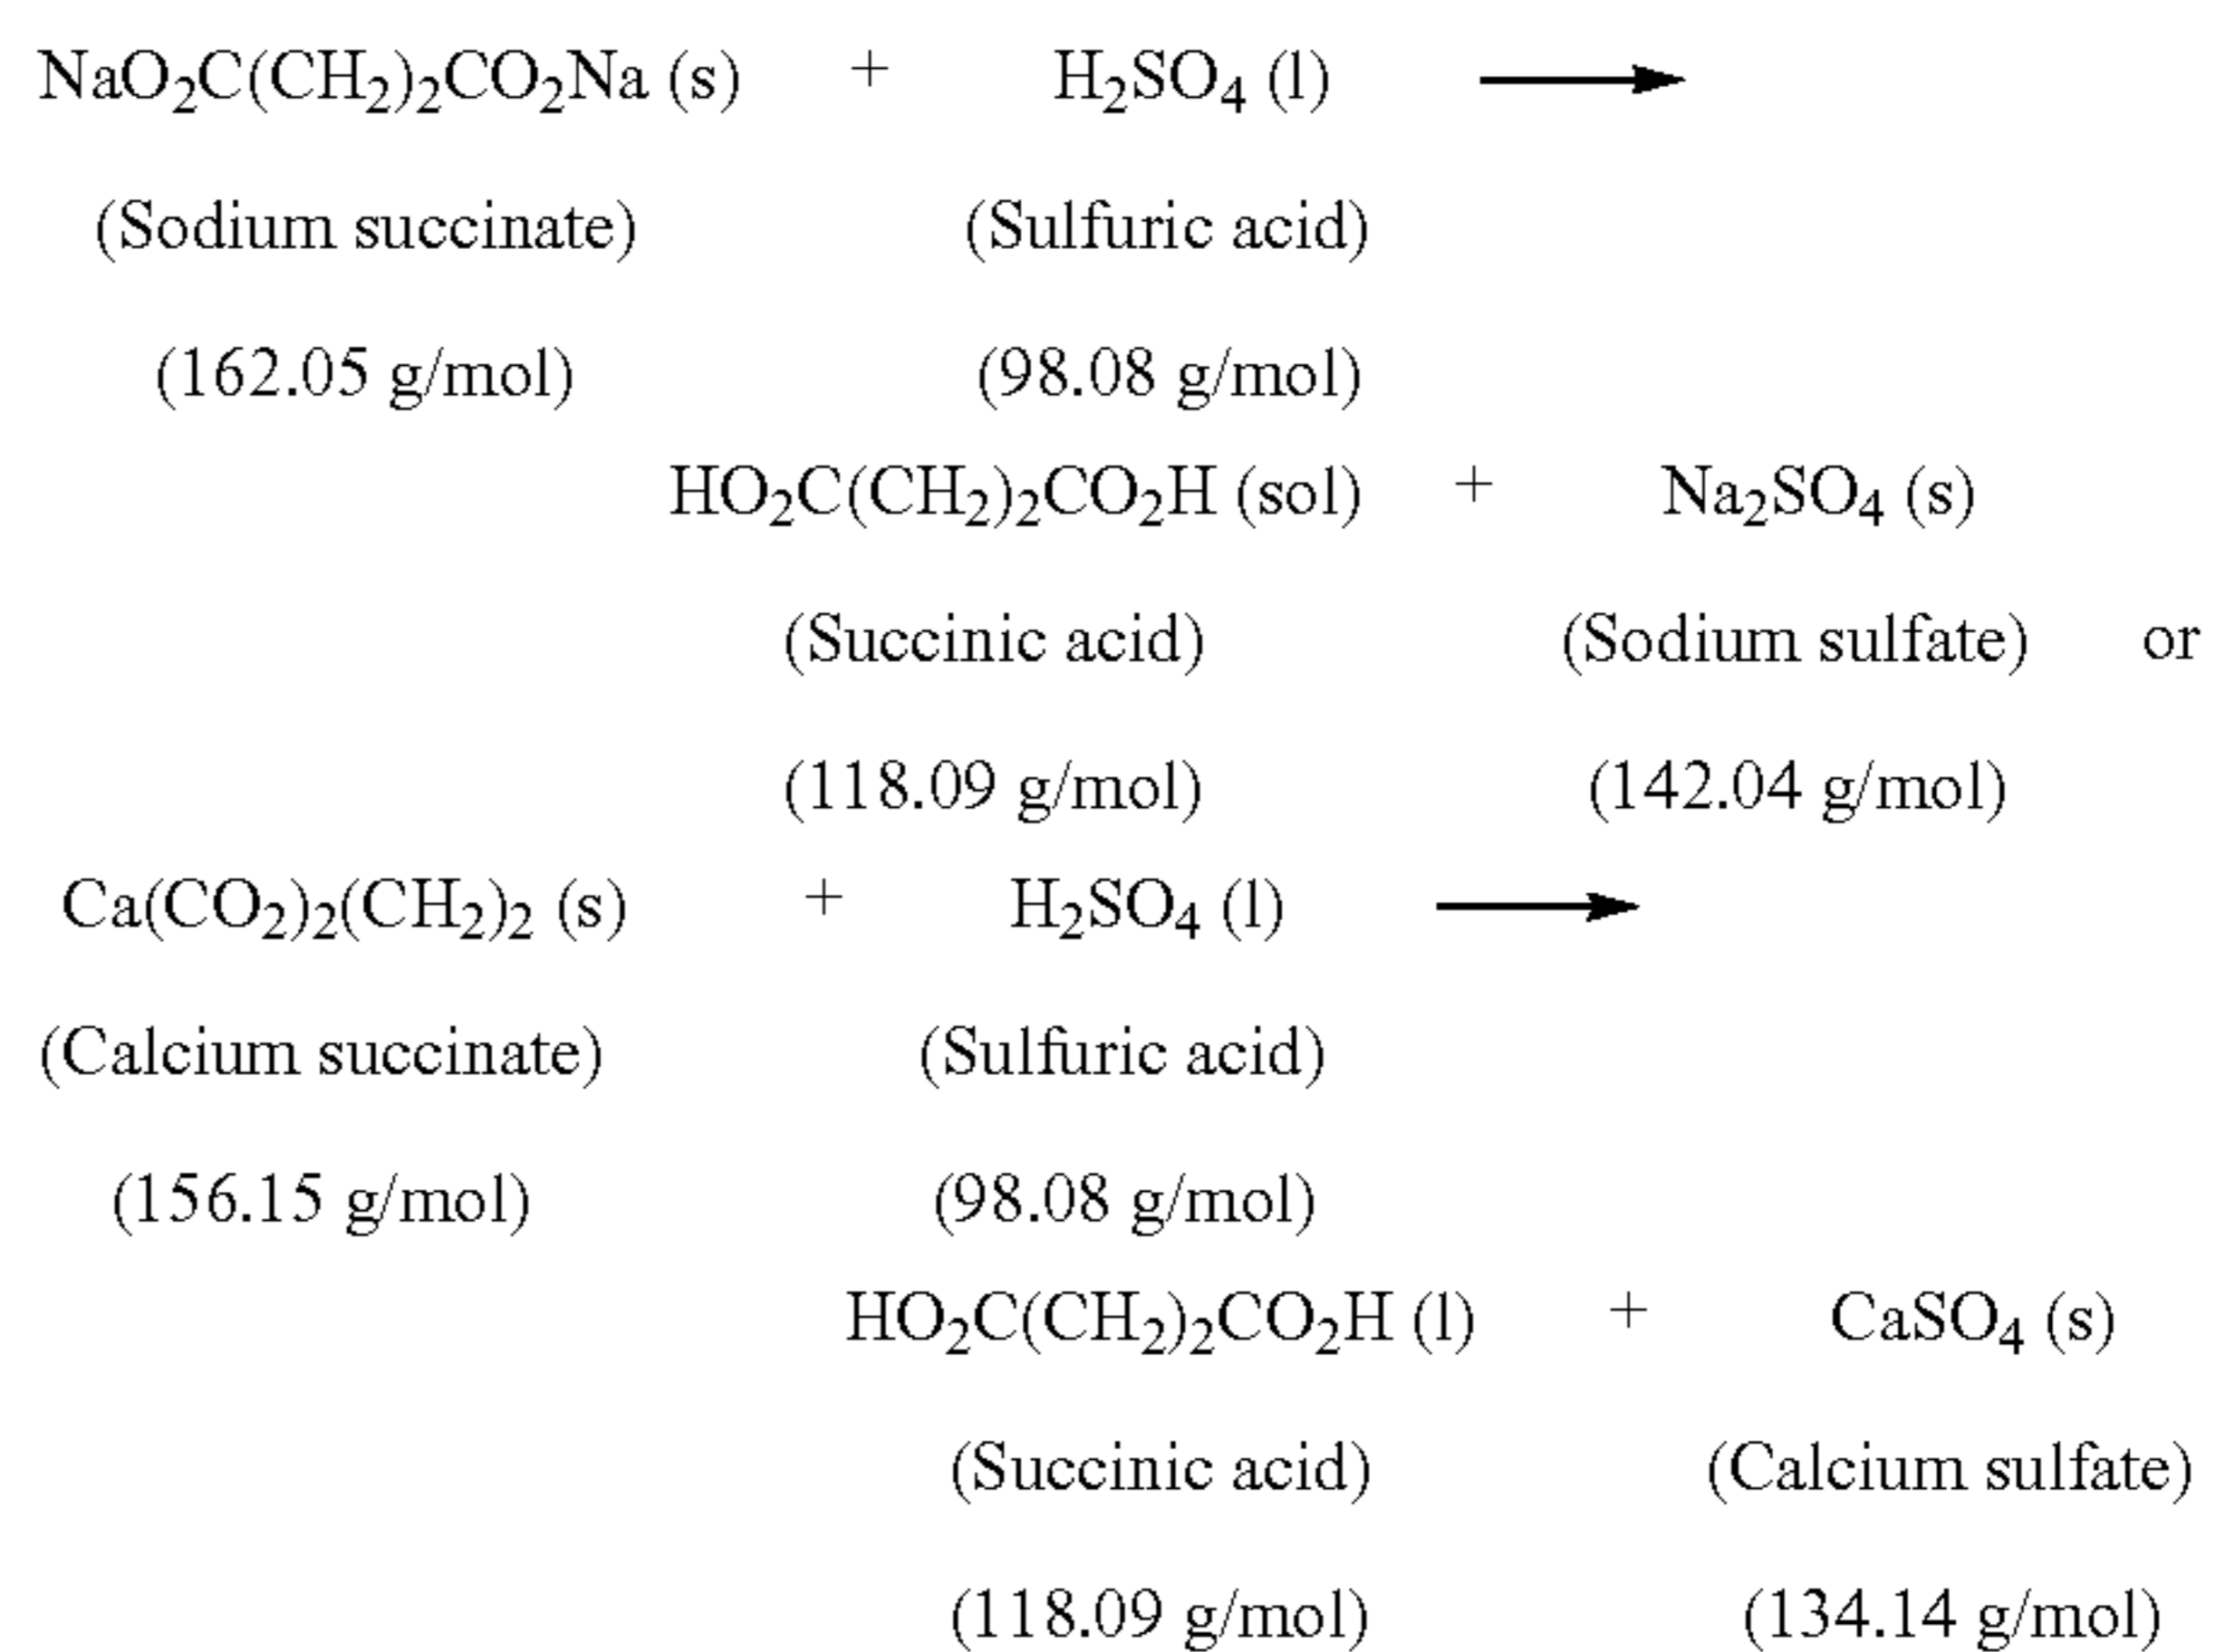 NaO₂C(CH₂)₂CO₂Na (s) + H₂SO₄ (l) ⟶
(Sodium succinate) (Sulfuric acid)
(162.05 g/mol) (98.08 g/mol)
HO₂C(CH₂)₂CO₂H (sol) + Na₂SO₄ (s)
(Succinic acid) (Sodium sulfate) or
(118.09 g/mol) (142.04 g/mol)
Ca(CO₂)₂(CH₂)₂ (s) + H₂SO₄ (l) ⟶
(Calcium succinate) (Sulfuric acid)
(156.15 g/mol) (98.08 g/mol)
HO₂C(CH₂)₂CO₂H (l) + CaSO₄ (s)
(Succinic acid) (Calcium sulfate)
(118.09 g/mol) (134.14 g/mol)